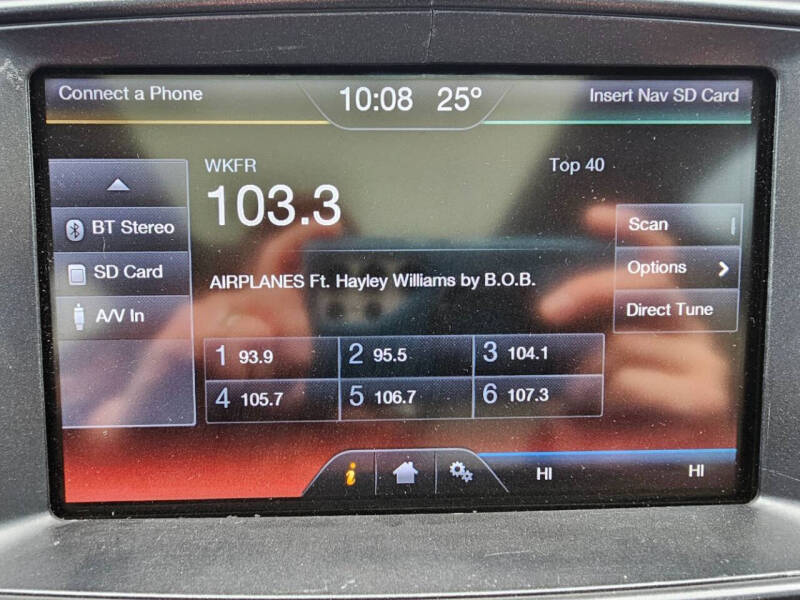 Connect a Phone
10:08 25°
Insert Nav SD Card
WKFR
Top 40
103.3
BT Stereo
SD Card
A/V In
AIRPLANES Ft. Hayley Williams by B.O.B.
Scan
Options
Direct Tune
1 93.9
2 95.5
3 104.1
4 105.7
5 106.7
6 107.3
i
HI
HI